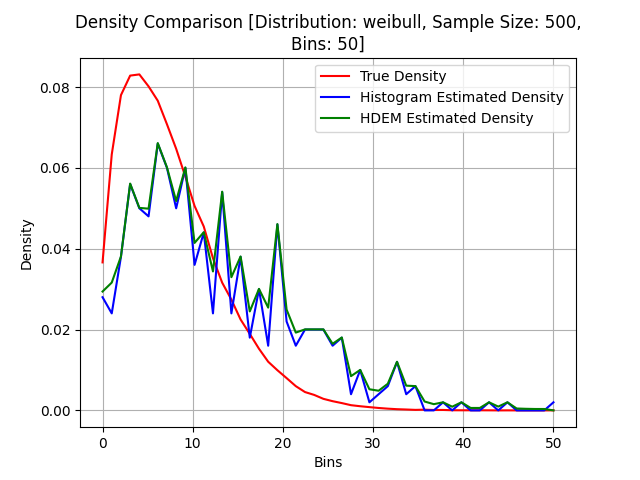 Density Comparison [Distribution: weibull, Sample Size: 500,
Bins: 50]
True Density
Histogram Estimated Density
HDEM Estimated Density
Density
0.08
0.06
0.04
0.02
0.00
0 10 20 30 40 50
Bins